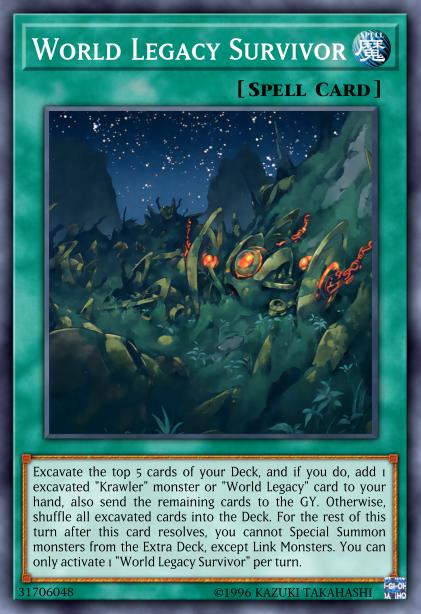 World Legacy Survivor
SPELL
魔
[Spell Card]
Excavate the top 5 cards of your Deck, and if you do, add 1
excavated "Krawler" monster or "World Legacy" card to your
hand, also send the remaining cards to the GY. Otherwise,
shuffle all excavated cards into the Deck. For the rest of this
turn after this card resolves, you cannot Special Summon
monsters from the Extra Deck, except Link Monsters. You can
only activate 1 "World Legacy Survivor" per turn.
31706048
©1996 KAZUKI TAKAHASHI